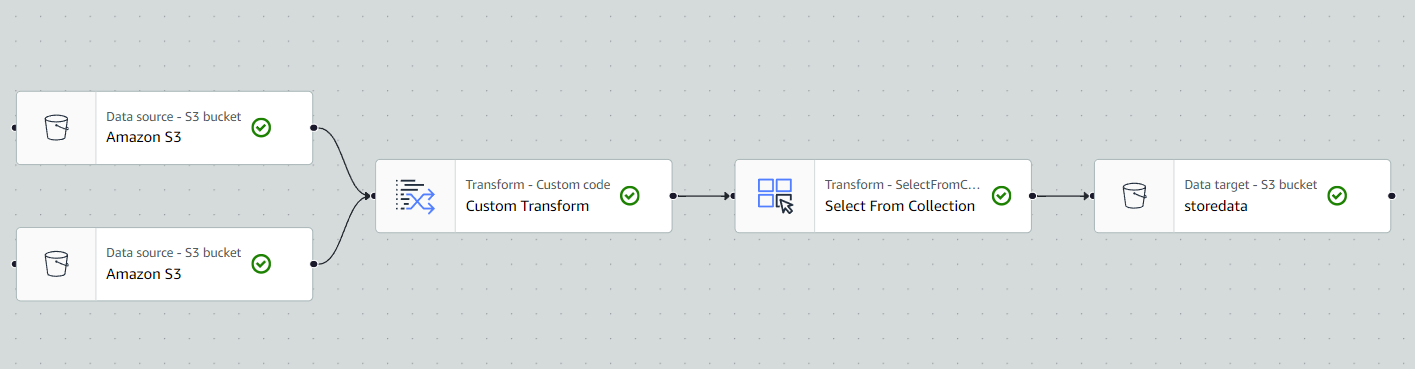 Data source - S3 bucket
Amazon S3
Data source - S3 bucket
Amazon S3
Transform - Custom code
Custom Transform
Transform - SelectFromC...
Select From Collection
Data target - S3 bucket
storedata